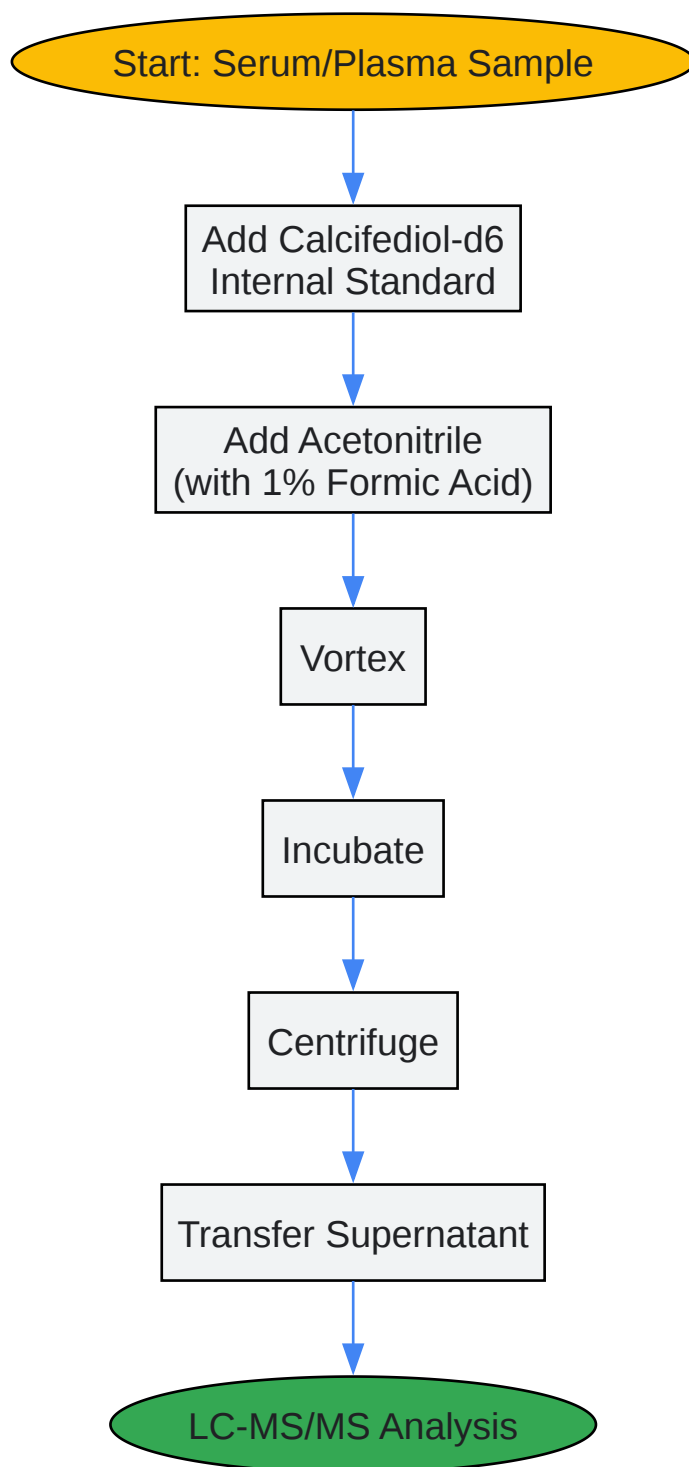 Start: Serum/Plasma Sample
Add Calcifediol-d6
Internal Standard
Add Acetonitrile
(with 1% Formic Acid)
Vortex
Incubate
Centrifuge
Transfer Supernatant
LC-MS/MS Analysis